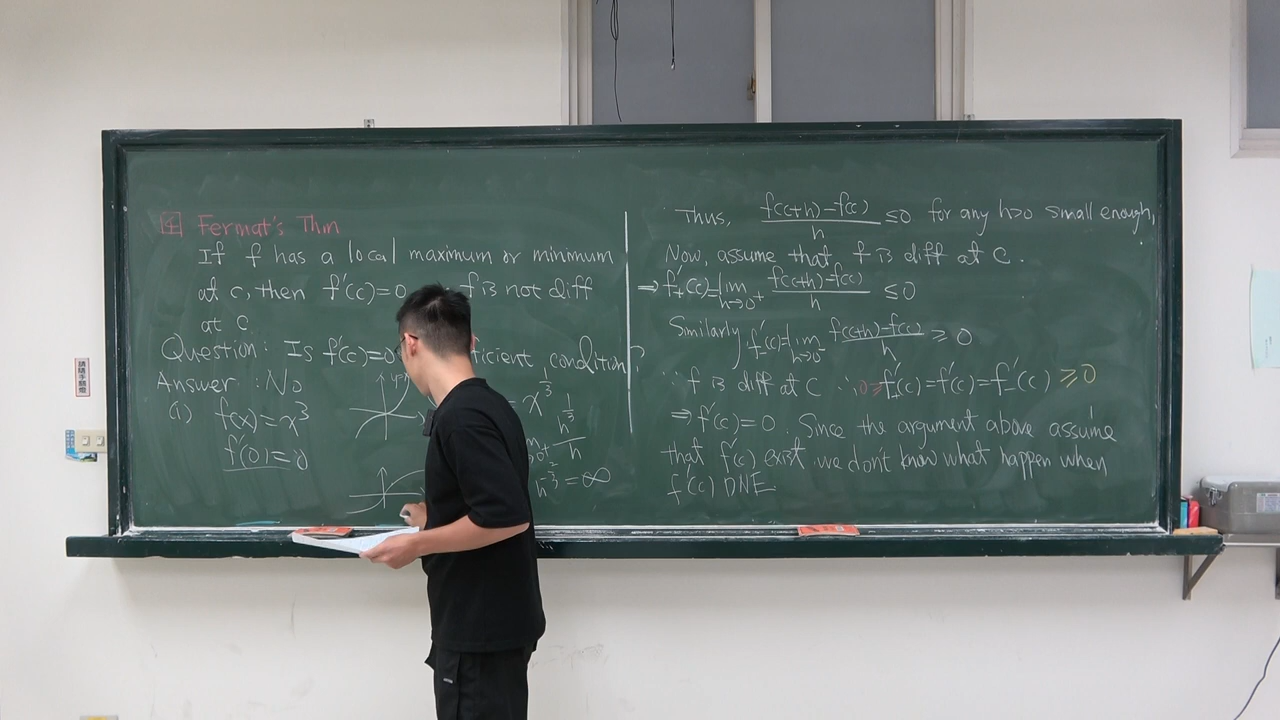 4 Fermat's Thm
If f has a local maximum or minimum
at c, then f'(c)=0 f is not diff
at c.
Question: Is f'(c)=0 condition?
Answer: No
(i) f(x)=x³
f'(0)=0
= x^{1/3}
h^{1/3}/h
h^{-2/3} = ∞
Thus, (f(c+h)-f(c))/h ≤0 for any h>0 small enough,
Now, assume that f is diff at c.
⇒ f'₊(c)=lim_{h→0⁺} (f(c+h)-f(c))/h ≤0
Similarly f'₋(c)=lim_{h→0⁻} (f(c+h)-f(c))/h ≥ 0
∵ f is diff at c ∴ 0≥f'₊(c)=f'(c)=f'₋(c) ≥0
⇒ f'(c)=0. Since the argument above assume
that f'(c) exist we don't know what happen when
f'(c) DNE